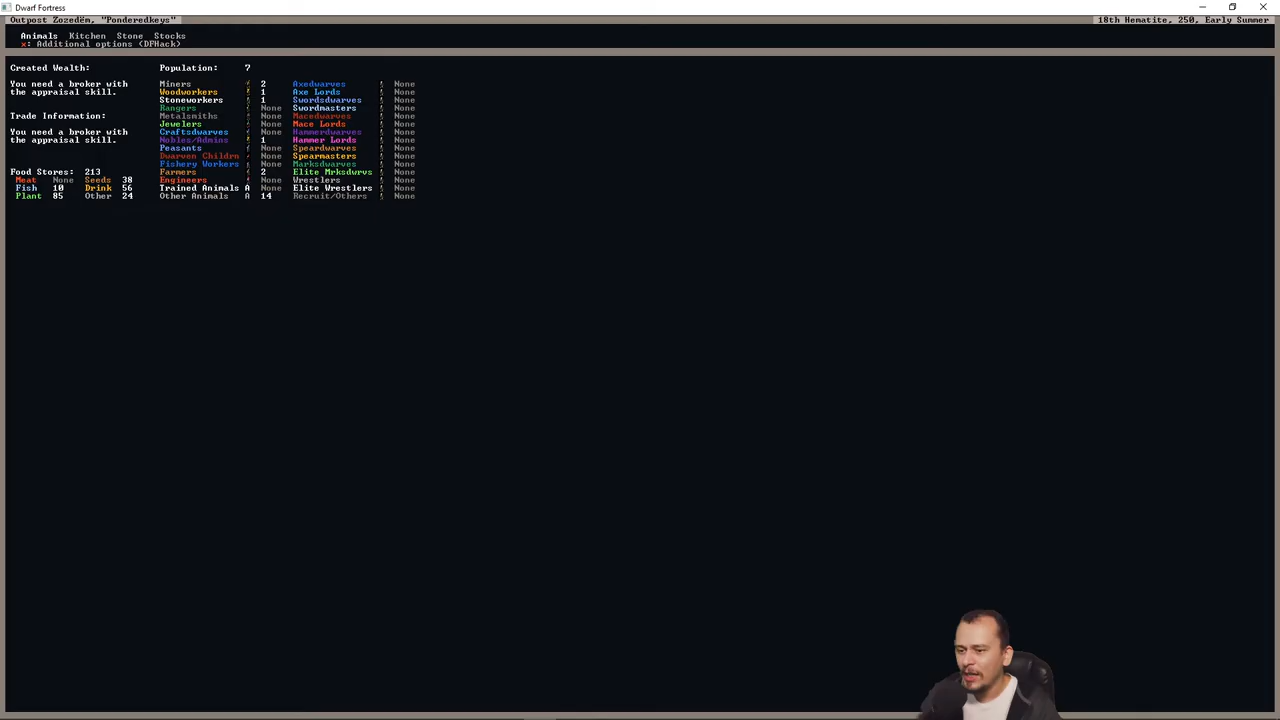 Dwarf Fortress
Outpost Zozedëm, "Ponderedkeys" 18th Hematite, 250, Early Summer
Animals Kitchen Stone Stocks
x: Additional options (DFHack)
Created Wealth: Population: 7
You need a broker with Miners 2 Axedwarves None
the appraisal skill. Woodworkers 1 Axe Lords None
Stoneworkers 1 Swordsdwarves None
Rangers None Swordmasters None
Trade Information: Metalsmiths None Macedwarves None
Jewelers None Mace Lords None
You need a broker with Craftsdwarves None Hammerdwarves None
the appraisal skill. Nobles/Admins 1 Hammer Lords None
Peasants None Speardwarves None
Dwarven Childrn None Spearmasters None
Fishery Workers None Marksdwarves None
Food Stores: 213 Farmers 2 Elite Mrksdwrvs None
Meat None Seeds 38 Engineers None Wrestlers None
Fish 10 Drink 56 Trained Animals A None Elite Wrestlers None
Plant 85 Other 24 Other Animals A 14 Recruit/Others None